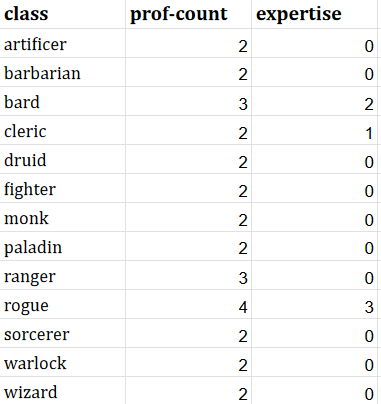 class prof-count expertise
artificer 2 0
barbarian 2 0
bard 3 2
cleric 2 1
druid 2 0
fighter 2 0
monk 2 0
paladin 2 0
ranger 3 0
rogue 4 3
sorcerer 2 0
warlock 2 0
wizard 2 0